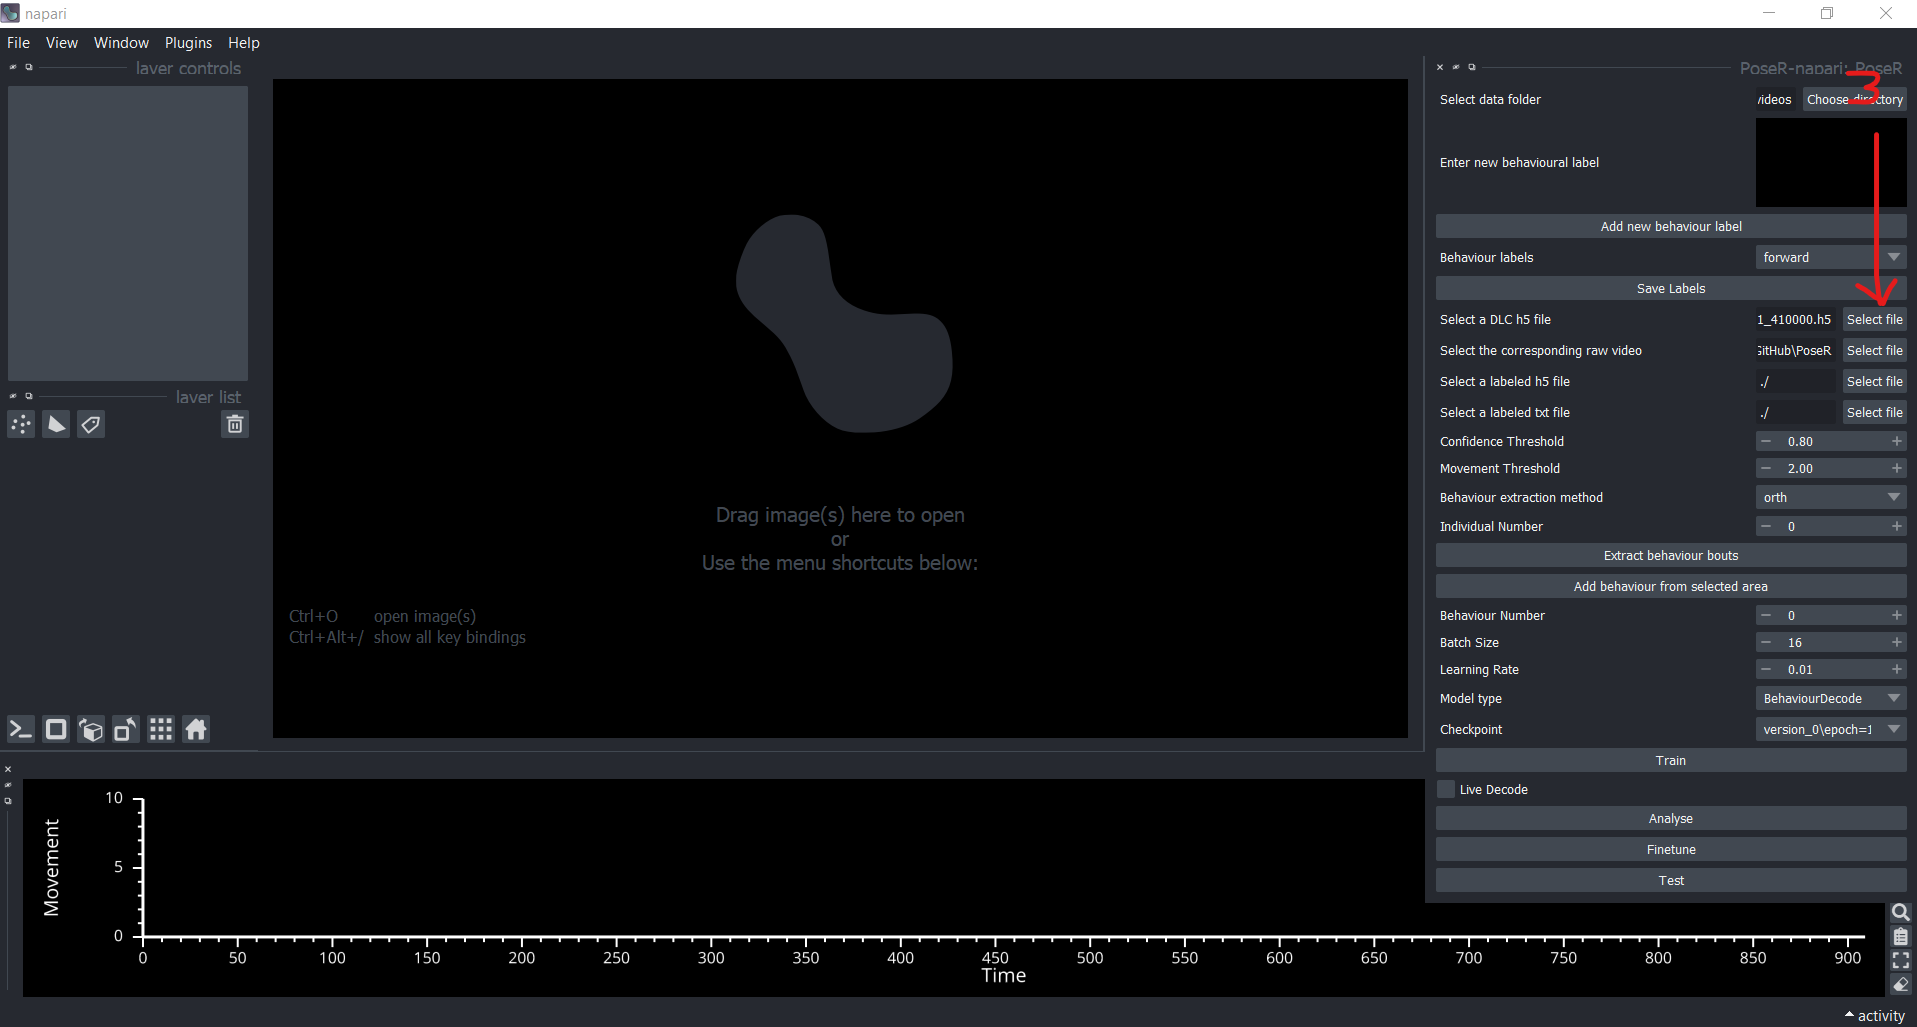 napari
File View Window Plugins Help
layer controls
layer list
Drag image(s) here to open
or
Use the menu shortcuts below:
Ctrl+O open image(s)
Ctrl+Alt+/ show all key bindings
PoseR-napari: PoseR
3
Select data folder videos Choose directory
Enter new behavioural label
Add new behaviour label
Behaviour labels forward
Save Labels
Select a DLC h5 file 1_410000.h5 Select file
Select the corresponding raw video GitHub\PoseR Select file
Select a labeled h5 file ./ Select file
Select a labeled txt file ./ Select file
Confidence Threshold − 0.80 +
Movement Threshold − 2.00 +
Behaviour extraction method orth
Individual Number − 0 +
Extract behaviour bouts
Add behaviour from selected area
Behaviour Number − 0 +
Batch Size − 16 +
Learning Rate − 0.01 +
Model type BehaviourDecode
Checkpoint version_0\epoch=1
Train
Live Decode
Analyse
Finetune
Test
Movement
10
5
0
0 50 100 150 200 250 300 350 400 450 500 550 600 650 700 750 800 850 900
Time
activity